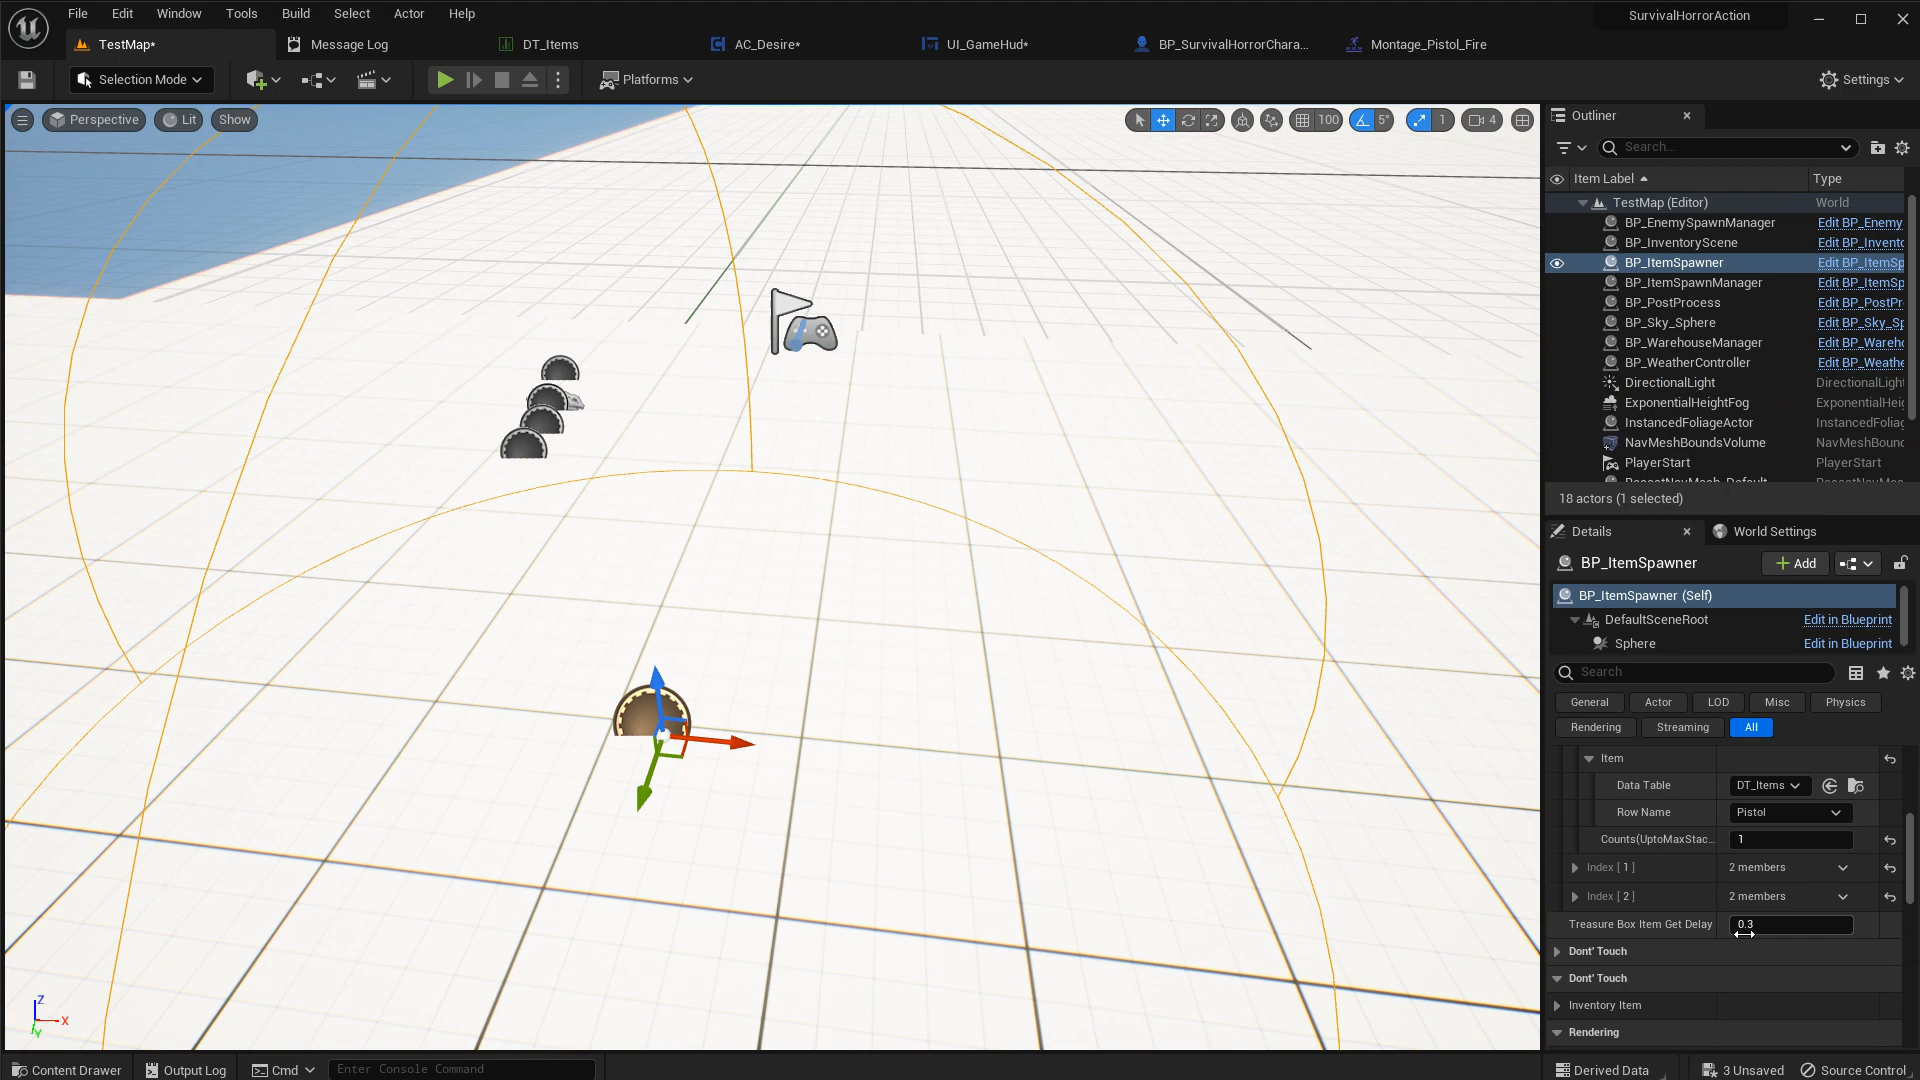 File Edit Window Tools Build Select Actor Help
SurvivalHorrorAction
TestMap*
Message Log
DT_Items
AC_Desire*
UI_GameHud*
BP_SurvivalHorrorChara...
Montage_Pistol_Fire
Selection Mode
Platforms
Settings
Perspective
Lit
Show
100
5°
1
4
Outliner
Search...
Item Label
Type
TestMap (Editor) World
BP_EnemySpawnManager Edit BP_Enemy
BP_InventoryScene Edit BP_Invento
BP_ItemSpawner Edit BP_ItemSp
BP_ItemSpawnManager Edit BP_ItemSp
BP_PostProcess Edit BP_PostPr
BP_Sky_Sphere Edit BP_Sky_Sp
BP_WarehouseManager Edit BP_Wareho
BP_WeatherController Edit BP_Weathe
DirectionalLight DirectionalLight
ExponentialHeightFog ExponentialHeig
InstancedFoliageActor InstancedFoliag
NavMeshBoundsVolume NavMeshBound
PlayerStart PlayerStart
18 actors (1 selected)
Details
World Settings
BP_ItemSpawner
Add
BP_ItemSpawner (Self)
DefaultSceneRoot Edit in Blueprint
Sphere Edit in Blueprint
Search
General Actor LOD Misc Physics
Rendering Streaming All
Item
Data Table DT_Items
Row Name Pistol
Counts(UptoMaxStac... 1
Index [ 1 ] 2 members
Index [ 2 ] 2 members
Treasure Box Item Get Delay 0.3
Dont' Touch
Dont' Touch
Inventory Item
Rendering
Z
X
Y
Content Drawer
Output Log
Cmd
Enter Console Command
Derived Data
3 Unsaved
Source Control